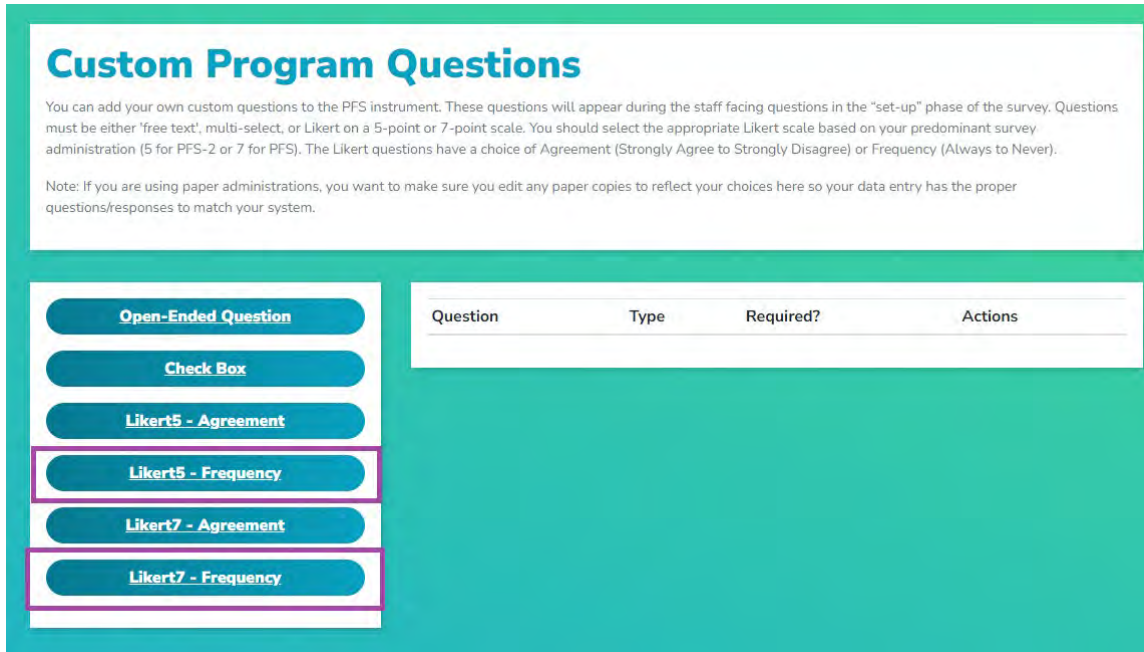 Custom Program Questions
You can add your own custom questions to the PFS instrument. These questions will appear during the staff facing questions in the “set-up” phase of the survey. Questions
must be either 'free text', multi-select, or Likert on a 5-point or 7-point scale. You should select the appropriate Likert scale based on your predominant survey
administration (5 for PFS-2 or 7 for PFS). The Likert questions have a choice of Agreement (Strongly Agree to Strongly Disagree) or Frequency (Always to Never).
Note: If you are using paper administrations, you want to make sure you edit any paper copies to reflect your choices here so your data entry has the proper
questions/responses to match your system.
Open-Ended Question
Check Box
Likert5 - Agreement
Likert5 - Frequency
Likert7 - Agreement
Likert7 - Frequency
Question Type Required? Actions